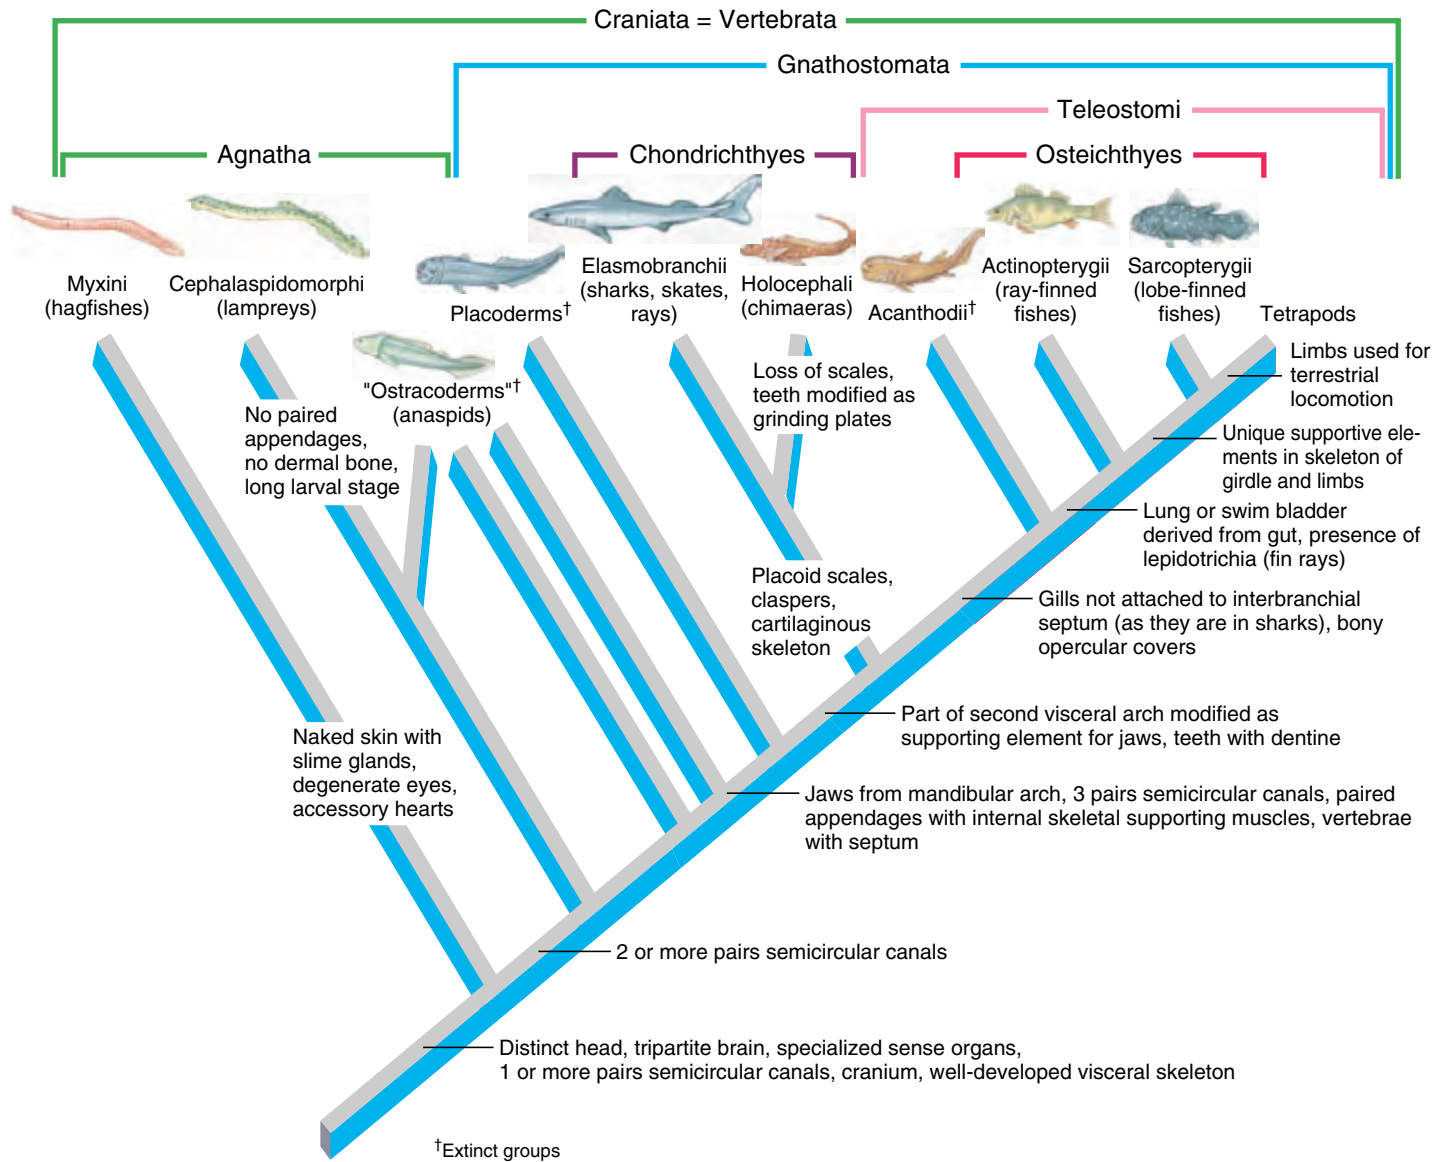 Craniata = Vertebrata
Gnathostomata
Teleostomi
Agnatha
Chondrichthyes
Osteichthyes
Myxini
(hagfishes)
Cephalaspidomorphi
(lampreys)
"Ostracoderms"†
(anaspids)
Placoderms†
Elasmobranchii
(sharks, skates,
rays)
Holocephali
(chimaeras)
Acanthodii†
Actinopterygii
(ray-finned
fishes)
Sarcopterygii
(lobe-finned
fishes)
Tetrapods
Limbs used for
terrestrial
locomotion
Loss of scales,
teeth modified as
grinding plates
No paired
appendages,
no dermal bone,
long larval stage
Unique supportive ele-
ments in skeleton of
girdle and limbs
Lung or swim bladder
derived from gut, presence of
lepidotrichia (fin rays)
Placoid scales,
claspers,
cartilaginous
skeleton
Gills not attached to interbranchial
septum (as they are in sharks), bony
opercular covers
Part of second visceral arch modified as
supporting element for jaws, teeth with dentine
Naked skin with
slime glands,
degenerate eyes,
accessory hearts
Jaws from mandibular arch, 3 pairs semicircular canals, paired
appendages with internal skeletal supporting muscles, vertebrae
with septum
2 or more pairs semicircular canals
Distinct head, tripartite brain, specialized sense organs,
1 or more pairs semicircular canals, cranium, well-developed visceral skeleton
†Extinct groups